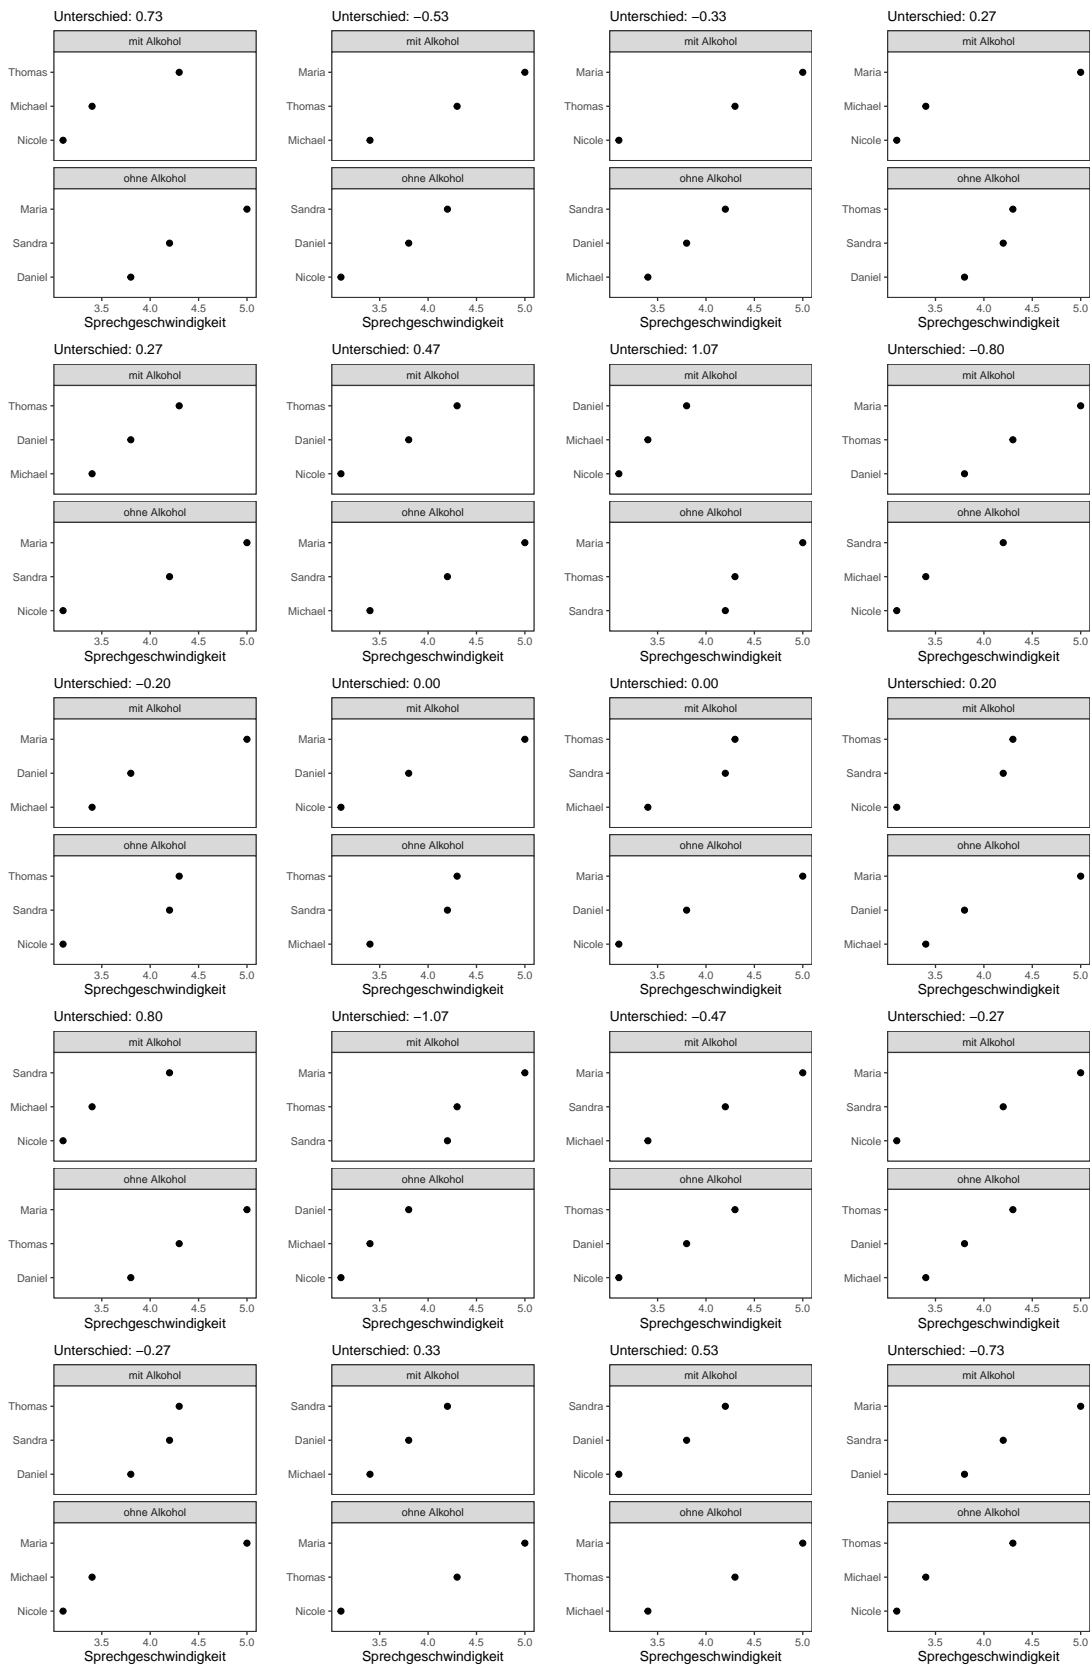 Unterschied: 0.73
mit Alkohol
Thomas
Michael
Nicole
ohne Alkohol
Maria
Sandra
Daniel
3.5 4.0 4.5 5.0
Sprechgeschwindigkeit
Unterschied: −0.53
mit Alkohol
Maria
Thomas
Michael
ohne Alkohol
Sandra
Daniel
Nicole
3.5 4.0 4.5 5.0
Sprechgeschwindigkeit
Unterschied: −0.33
mit Alkohol
Maria
Thomas
Nicole
ohne Alkohol
Sandra
Daniel
Michael
3.5 4.0 4.5 5.0
Sprechgeschwindigkeit
Unterschied: 0.27
mit Alkohol
Maria
Michael
Nicole
ohne Alkohol
Thomas
Sandra
Daniel
3.5 4.0 4.5 5.0
Sprechgeschwindigkeit
Unterschied: 0.27
mit Alkohol
Thomas
Daniel
Michael
ohne Alkohol
Maria
Sandra
Nicole
3.5 4.0 4.5 5.0
Sprechgeschwindigkeit
Unterschied: 0.47
mit Alkohol
Thomas
Daniel
Nicole
ohne Alkohol
Maria
Sandra
Michael
3.5 4.0 4.5 5.0
Sprechgeschwindigkeit
Unterschied: 1.07
mit Alkohol
Daniel
Michael
Nicole
ohne Alkohol
Maria
Thomas
Sandra
3.5 4.0 4.5 5.0
Sprechgeschwindigkeit
Unterschied: −0.80
mit Alkohol
Maria
Thomas
Daniel
ohne Alkohol
Sandra
Michael
Nicole
3.5 4.0 4.5 5.0
Sprechgeschwindigkeit
Unterschied: −0.20
mit Alkohol
Maria
Daniel
Michael
ohne Alkohol
Thomas
Sandra
Nicole
3.5 4.0 4.5 5.0
Sprechgeschwindigkeit
Unterschied: 0.00
mit Alkohol
Maria
Daniel
Nicole
ohne Alkohol
Thomas
Sandra
Michael
3.5 4.0 4.5 5.0
Sprechgeschwindigkeit
Unterschied: 0.00
mit Alkohol
Thomas
Sandra
Michael
ohne Alkohol
Maria
Daniel
Nicole
3.5 4.0 4.5 5.0
Sprechgeschwindigkeit
Unterschied: 0.20
mit Alkohol
Thomas
Sandra
Nicole
ohne Alkohol
Maria
Daniel
Michael
3.5 4.0 4.5 5.0
Sprechgeschwindigkeit
Unterschied: 0.80
mit Alkohol
Sandra
Michael
Nicole
ohne Alkohol
Maria
Thomas
Daniel
3.5 4.0 4.5 5.0
Sprechgeschwindigkeit
Unterschied: −1.07
mit Alkohol
Maria
Thomas
Sandra
ohne Alkohol
Daniel
Michael
Nicole
3.5 4.0 4.5 5.0
Sprechgeschwindigkeit
Unterschied: −0.47
mit Alkohol
Maria
Sandra
Michael
ohne Alkohol
Thomas
Daniel
Nicole
3.5 4.0 4.5 5.0
Sprechgeschwindigkeit
Unterschied: −0.27
mit Alkohol
Maria
Sandra
Nicole
ohne Alkohol
Thomas
Daniel
Michael
3.5 4.0 4.5 5.0
Sprechgeschwindigkeit
Unterschied: −0.27
mit Alkohol
Thomas
Sandra
Daniel
ohne Alkohol
Maria
Michael
Nicole
3.5 4.0 4.5 5.0
Sprechgeschwindigkeit
Unterschied: 0.33
mit Alkohol
Sandra
Daniel
Michael
ohne Alkohol
Maria
Thomas
Nicole
3.5 4.0 4.5 5.0
Sprechgeschwindigkeit
Unterschied: 0.53
mit Alkohol
Sandra
Daniel
Nicole
ohne Alkohol
Maria
Thomas
Michael
3.5 4.0 4.5 5.0
Sprechgeschwindigkeit
Unterschied: −0.73
mit Alkohol
Maria
Sandra
Daniel
ohne Alkohol
Thomas
Michael
Nicole
3.5 4.0 4.5 5.0
Sprechgeschwindigkeit